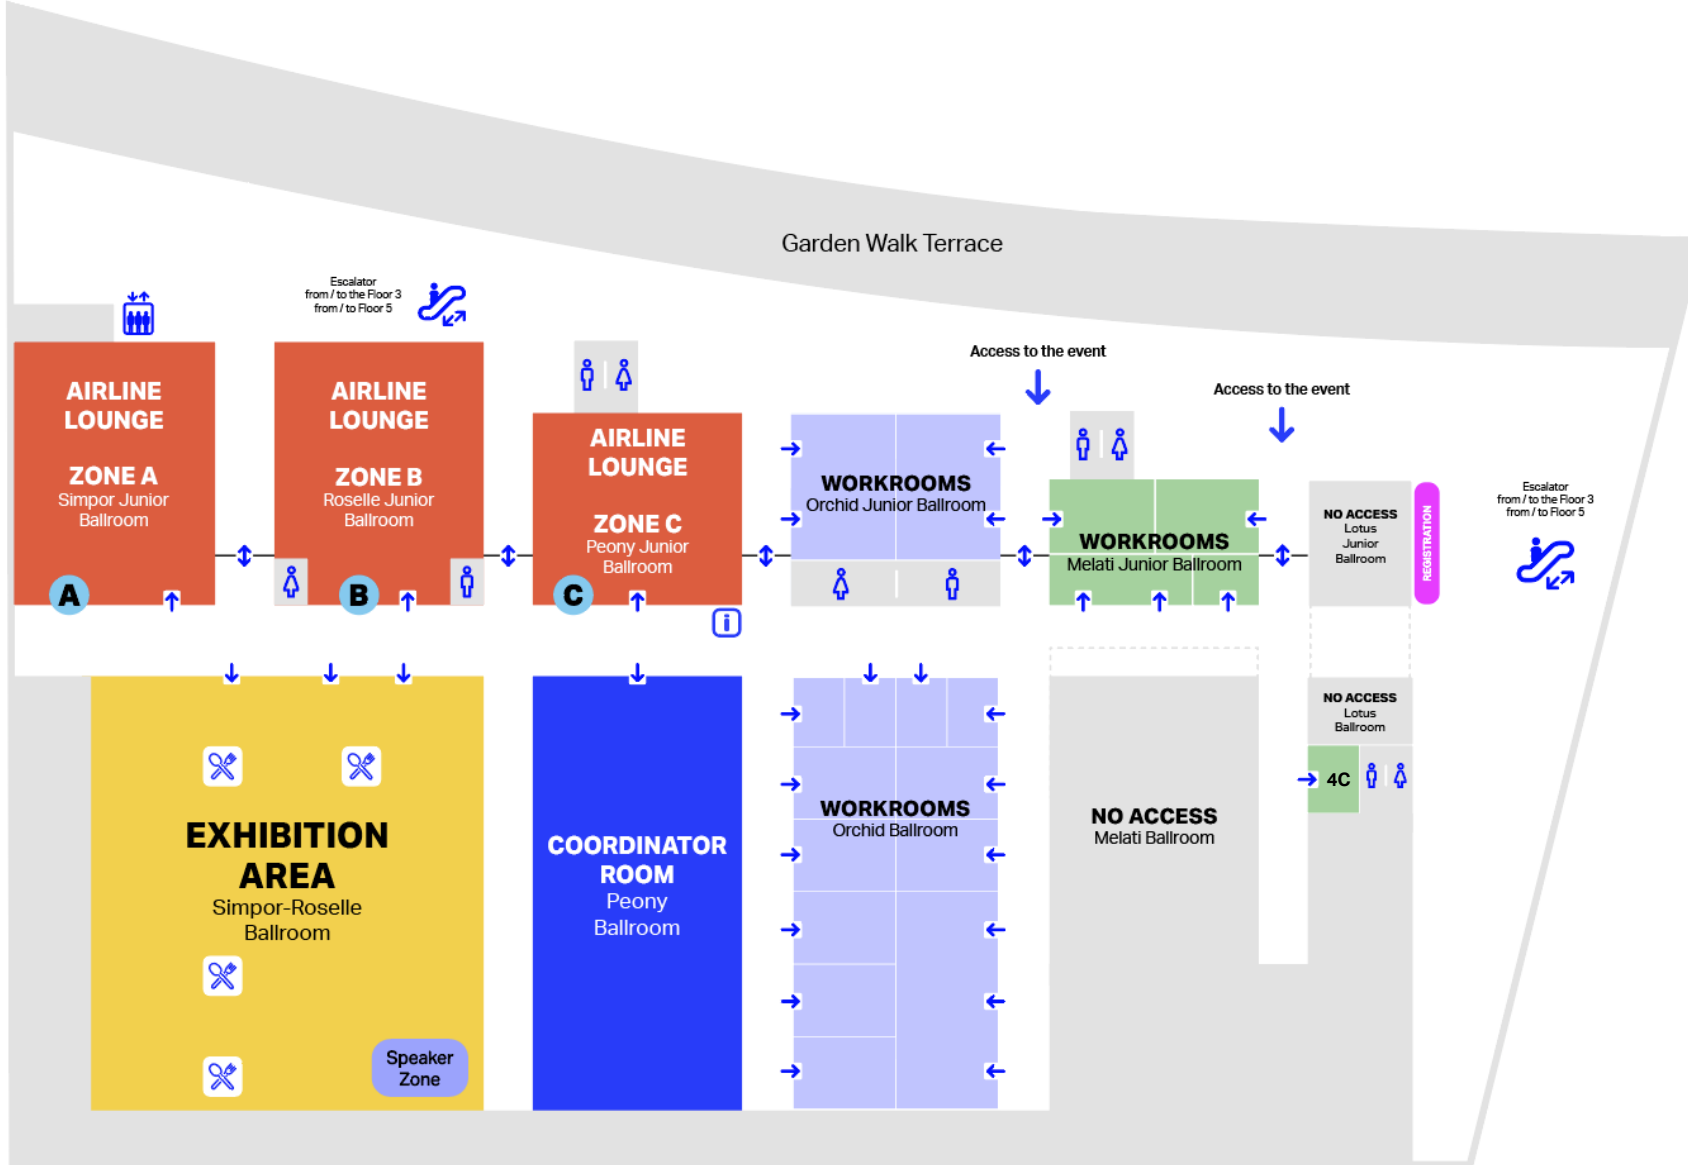 Garden Walk Terrace
Escalator
from / to the Floor 3
from / to Floor 5
Access to the event
Access to the event
AIRLINE
LOUNGE
ZONE A
Simpor Junior
Ballroom
A
AIRLINE
LOUNGE
ZONE B
Roselle Junior
Ballroom
B
AIRLINE
LOUNGE
ZONE C
Peony Junior
Ballroom
C
i
WORKROOMS
Orchid Junior Ballroom
WORKROOMS
Melati Junior Ballroom
NO ACCESS
Lotus
Junior
Ballroom
REGISTRATION
Escalator
from / to the Floor 3
from / to Floor 5
EXHIBITION
AREA
Simpor-Roselle
Ballroom
Speaker
Zone
COORDINATOR
ROOM
Peony
Ballroom
WORKROOMS
Orchid Ballroom
NO ACCESS
Melati Ballroom
NO ACCESS
Lotus
Ballroom
4C